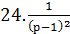 24. 1/(p−1)²